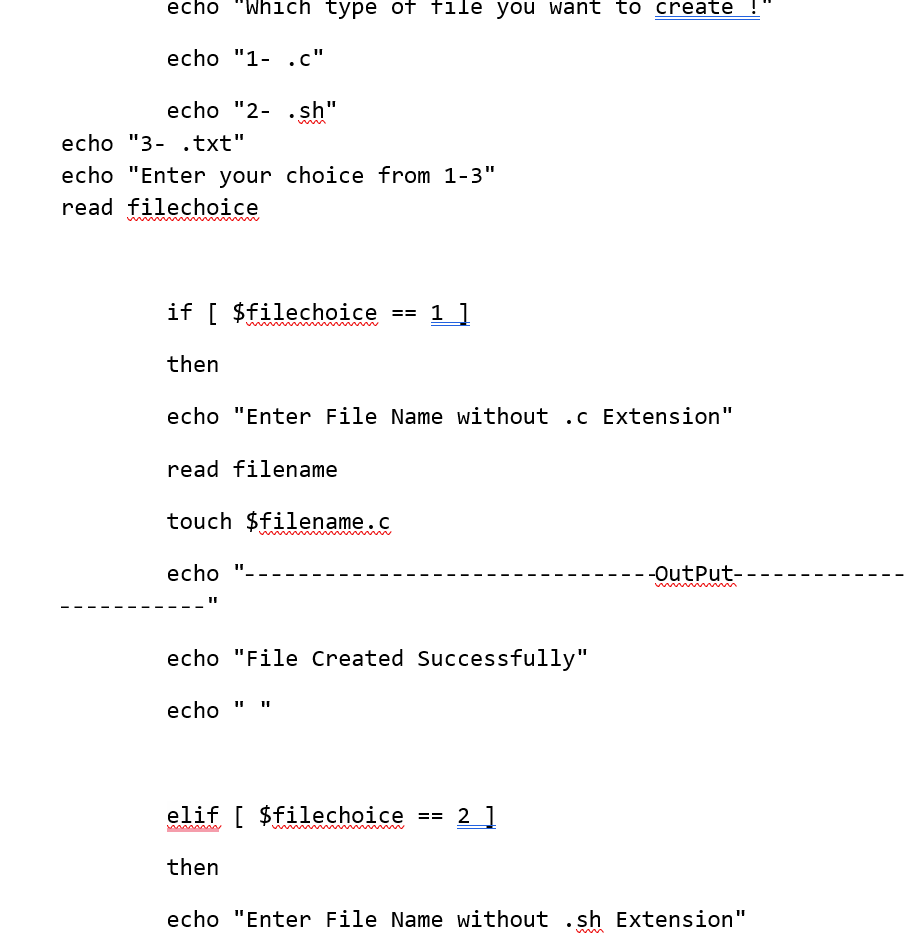 echo "Which type of file you want to create !"
echo "1- .c"
echo "2- .sh"
echo "3- .txt"
echo "Enter your choice from 1-3"
read filechoice
if [ $filechoice == 1 ]
then
echo "Enter File Name without .c Extension"
read filename
touch $filename.c
echo "-------------------------------OutPut-------------
-----------"
echo "File Created Successfully"
echo " "
elif [ $filechoice == 2 ]
then
echo "Enter File Name without .sh Extension"